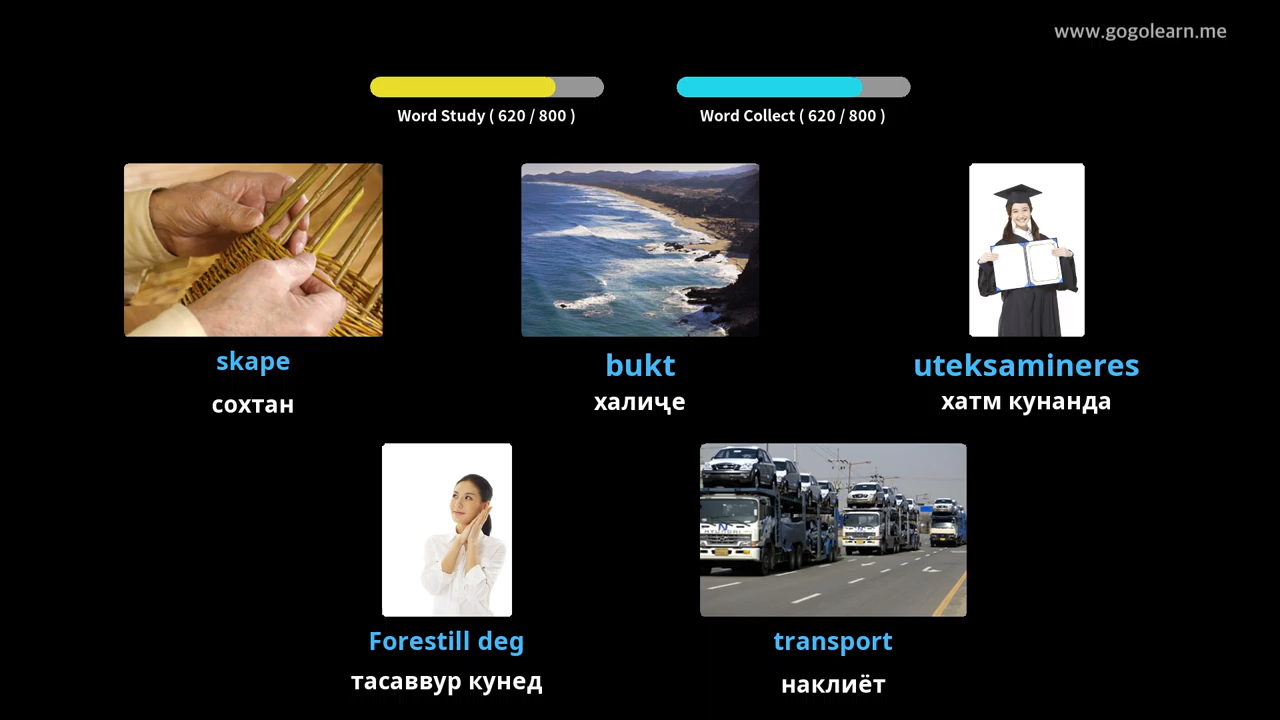 www.gogolearn.me
Word Study ( 620 / 800 )
Word Collect ( 620 / 800 )
skape
сохтан
bukt
халиҷе
uteksamineres
хатм кунанда
Forestill deg
тасаввур кунед
transport
наклиёт